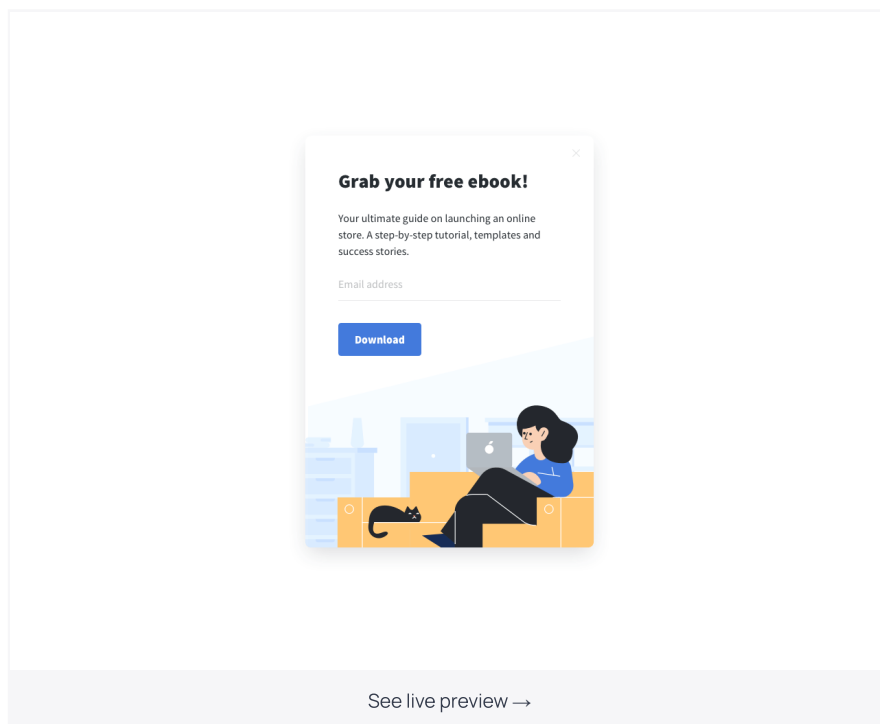 Grab your free ebook!
Your ultimate guide on launching an online
store. A step-by-step tutorial, templates and
success stories.
Email address
Download
See live preview →